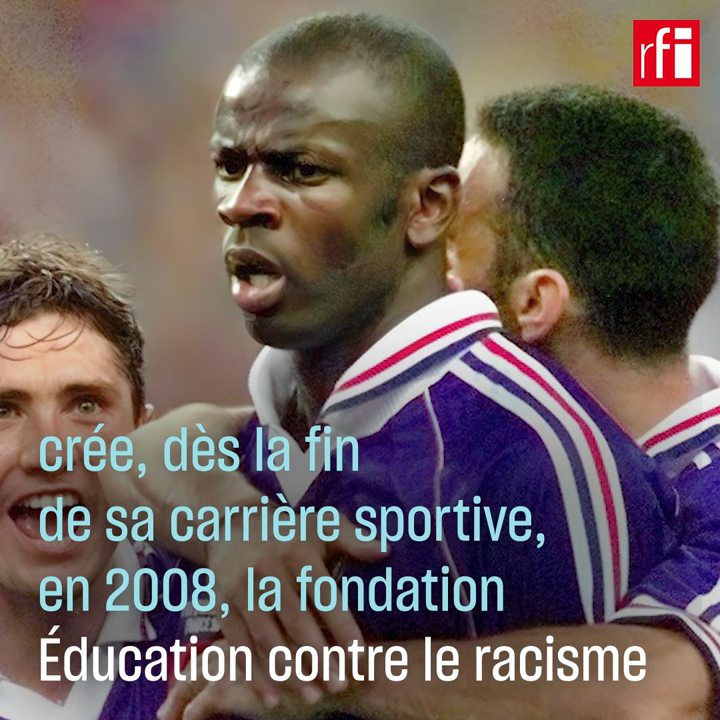 rfi
crée, dès la fin
de sa carrière sportive,
en 2008, la fondation
Éducation contre le racisme